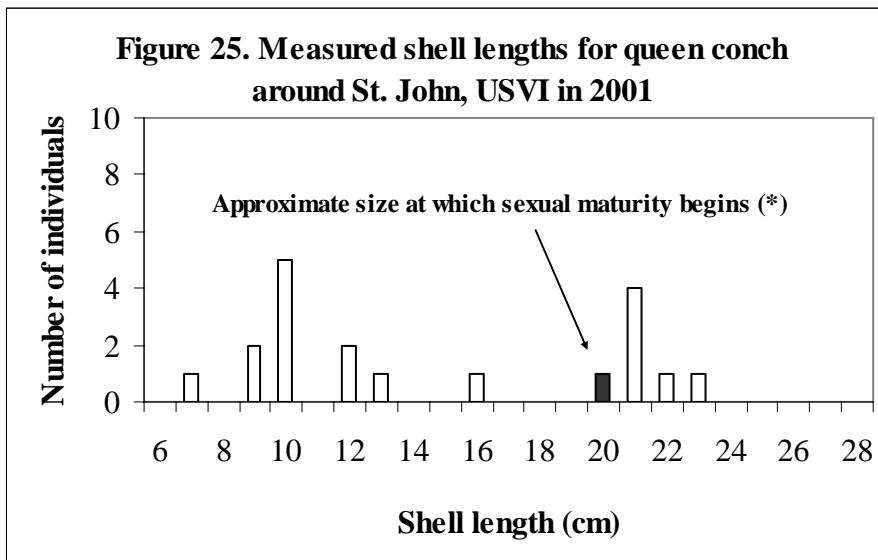 Figure 25. Measured shell lengths for queen conch
around St. John, USVI in 2001
Number of individuals
10
8
6
4
2
0
Approximate size at which sexual maturity begins (*)
6 8 10 12 14 16 18 20 22 24 26 28
Shell length (cm)